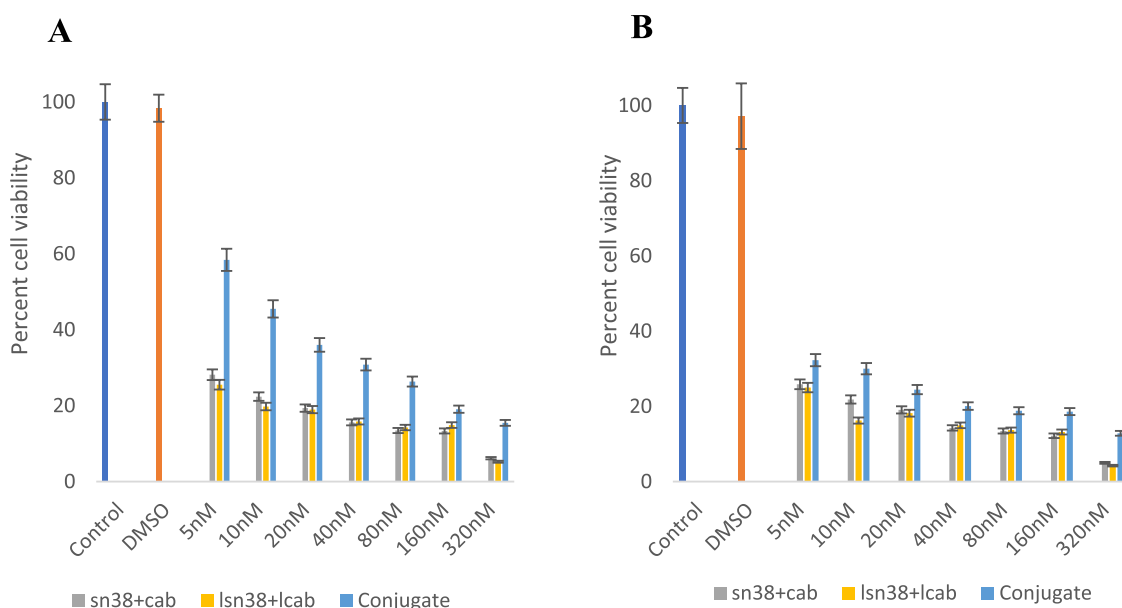 A
Percent cell viability
100
80
60
40
20
0
Control
DMSO
5nM
10nM
20nM
40nM
80nM
160nM
320nM
sn38+cab lsn38+lcab Conjugate
B
Percent cell viability
100
80
60
40
20
0
Control
DMSO
5nM
10nM
20nM
40nM
80nM
160nM
320nM
sn38+cab lsn38+lcab Conjugate